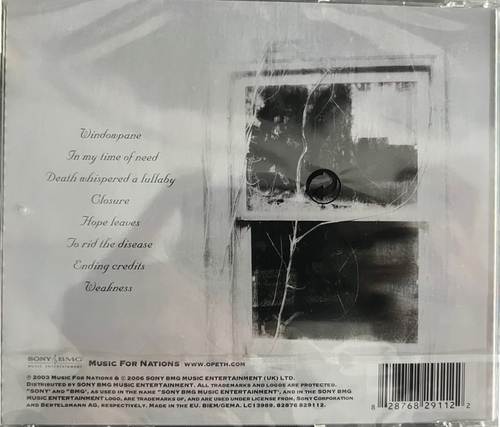 Windowpane
In my time of need
Death whispered a lullaby
Closure
Hope leaves
To rid the disease
Ending credits
Weakness
SONY BMG
MUSIC ENTERTAINMENT
MUSIC FOR NATIONS WWW.OPETH.COM
℗ 2003 MUSIC FOR NATIONS & © 2006 SONY BMG MUSIC ENTERTAINMENT (UK) LTD.
DISTRIBUTED BY SONY BMG MUSIC ENTERTAINMENT. ALL TRADEMARKS AND LOGOS ARE PROTECTED.
"SONY" AND "BMG", AS USED IN THE NAME "SONY BMG MUSIC ENTERTAINMENT", AND IN THE SONY BMG
MUSIC ENTERTAINMENT LOGO, ARE TRADEMARKS OF, AND ARE USED UNDER LICENSE FROM, SONY CORPORATION
AND BERTELSMANN AG, RESPECTIVELY. MADE IN THE EU. BIEM/GEMA. LC13989. 82876 829112.
8 28768 29112 2